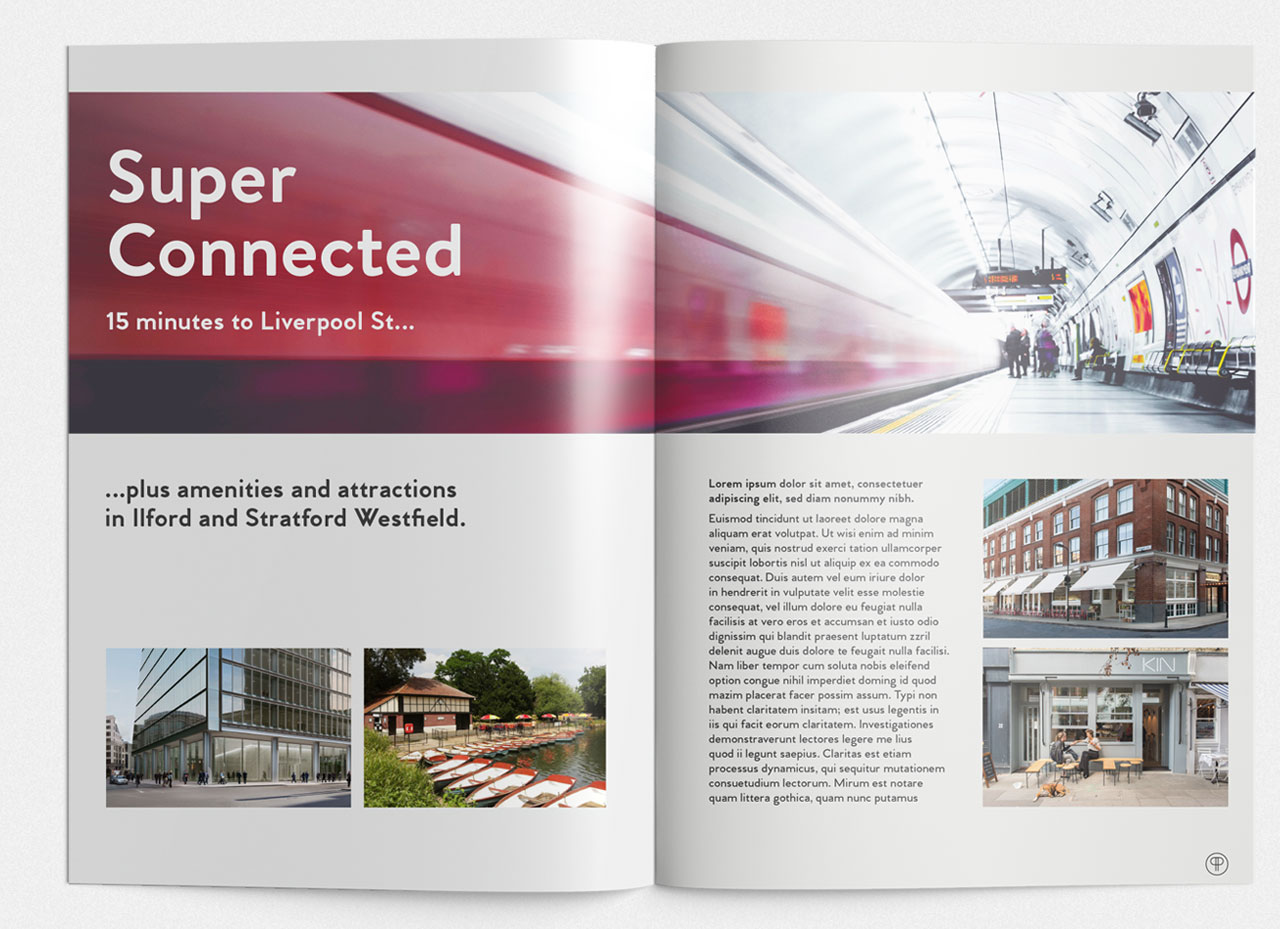 Super
Connected
15 minutes to Liverpool St...
...plus amenities and attractions
in Ilford and Stratford Westfield.
Lorem ipsum dolor sit amet, consectetuer
adipiscing elit, sed diam nonummy nibh.
Euismod tincidunt ut laoreet dolore magna
aliquam erat volutpat. Ut wisi enim ad minim
veniam, quis nostrud exerci tation ullamcorper
suscipit lobortis nisl ut aliquip ex ea commodo
consequat. Duis autem vel eum iriure dolor
in hendrerit in vulputate velit esse molestie
consequat, vel illum dolore eu feugiat nulla
facilisis at vero eros et accumsan et iusto odio
dignissim qui blandit praesent luptatum zzril
delenit augue duis dolore te feugait nulla facilisi.
Nam liber tempor cum soluta nobis eleifend
option congue nihil imperdiet doming id quod
mazim placerat facer possim assum. Typi non
habent claritatem insitam; est usus legentis in
iis qui facit eorum claritatem. Investigationes
demonstraverunt lectores legere me lius
quod ii legunt saepius. Claritas est etiam
processus dynamicus, qui sequitur mutationem
consuetudium lectorum. Mirum est notare
quam littera gothica, quam nunc putamus
KIN